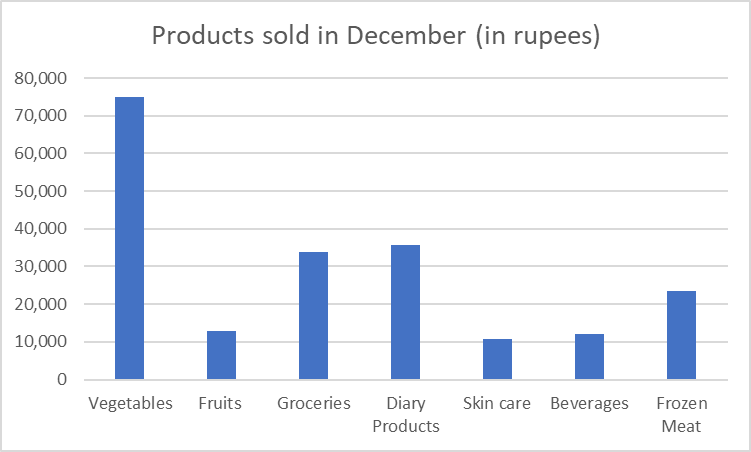 Products sold in December (in rupees)
80,000
70,000
60,000
50,000
40,000
30,000
20,000
10,000
0
Vegetables
Fruits
Groceries
Diary
Products
Skin care
Beverages
Frozen
Meat